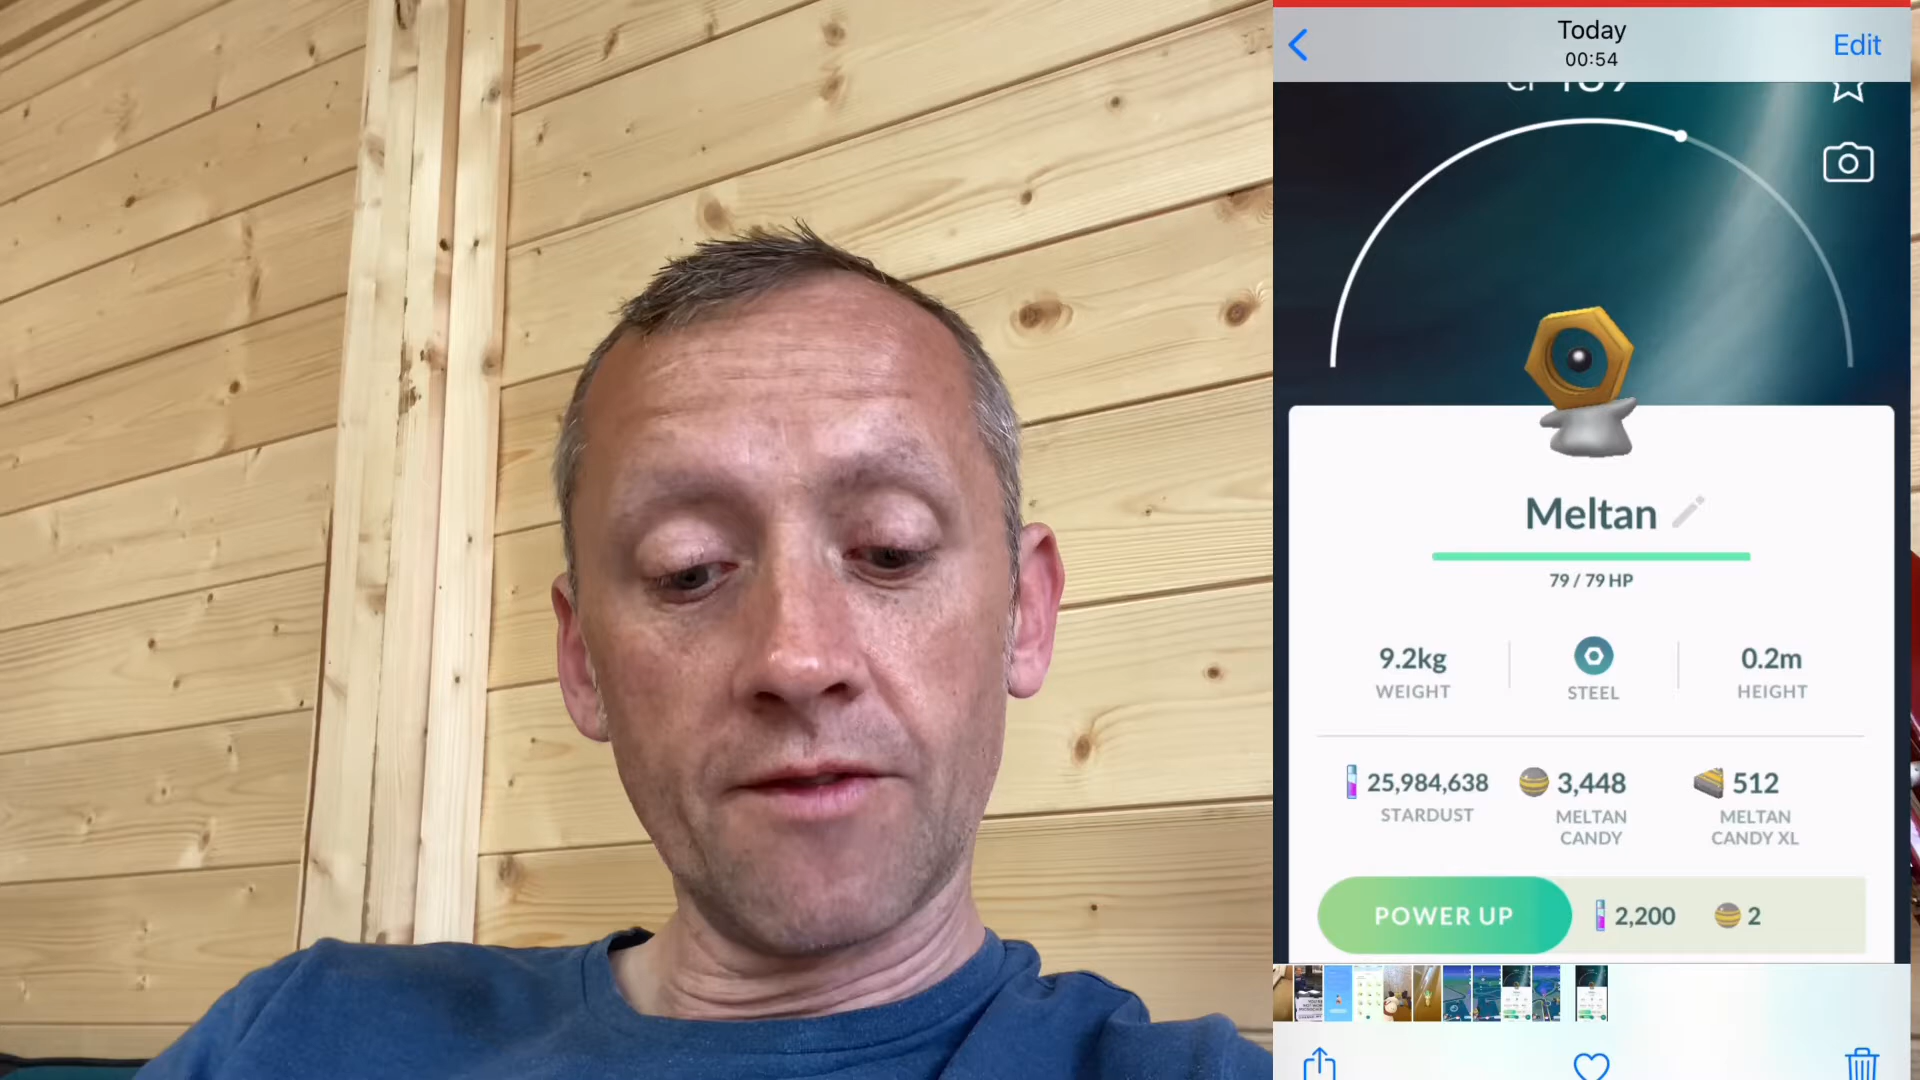 Today
00:54
Edit
Meltan
79 / 79 HP
9.2kg
WEIGHT
STEEL
0.2m
HEIGHT
25,984,638
STARDUST
3,448
MELTAN
CANDY
512
MELTAN
CANDY XL
POWER UP
2,200
2